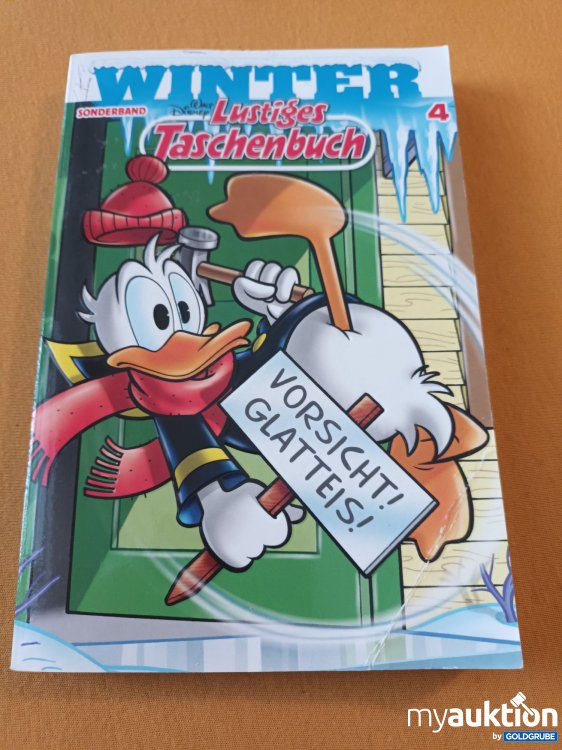 WINTER
SONDERBAND
WALT DISNEY
Lustiges
4
Taschenbuch
VORSICHT!
GLATTEIS!
myauktion
by GOLDGRUBE